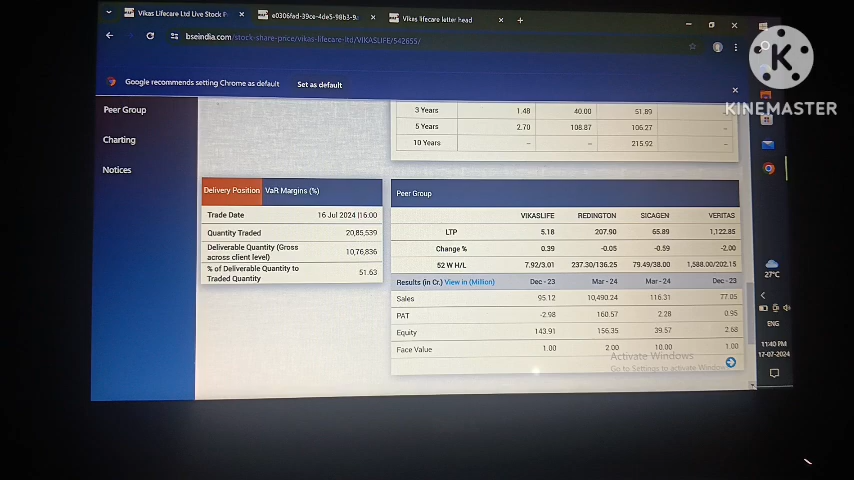 Vikas Lifecare Ltd Live Stock P
e0306fed-39ce-4de5-98b3-9
Vikas lifecare letter head
bseindia.com/stock-share-price/vikas-lifecare-ltd/VIKASLIFE/542655/
Google recommends setting Chrome as default Set as default
K
KINEMASTER
Peer Group
Charting
Notices
3 Years 1.48 40.00 51.89 –
5 Years 2.70 108.87 106.27 –
10 Years – – 215.92 –
Delivery Position VaR Margins (%)
Trade Date 16 Jul 2024 |16:00
Quantity Traded 20,85,539
Deliverable Quantity (Gross across client level) 10,76,836
% of Deliverable Quantity to Traded Quantity 51.63
Peer Group
VIKASLIFE REDINGTON SICAGEN VERITAS
LTP 5.18 207.90 65.89 1,122.85
Change % 0.39 -0.05 -0.59 -2.00
52 W H/L 7.92/3.01 237.30/136.25 79.49/38.00 1,588.00/202.15
Results (in Cr.) View in (Million) Dec-23 Mar-24 Mar-24 Dec-23
Sales 95.12 10,490.24 116.31 77.05
PAT -2.98 160.57 2.28 0.95
Equity 143.91 156.35 39.57 2.68
Face Value 1.00 2.00 10.00 1.00
Activate Windows
Go to Settings to activate Windows
27°C
ENG
11:40 PM
17-07-2024